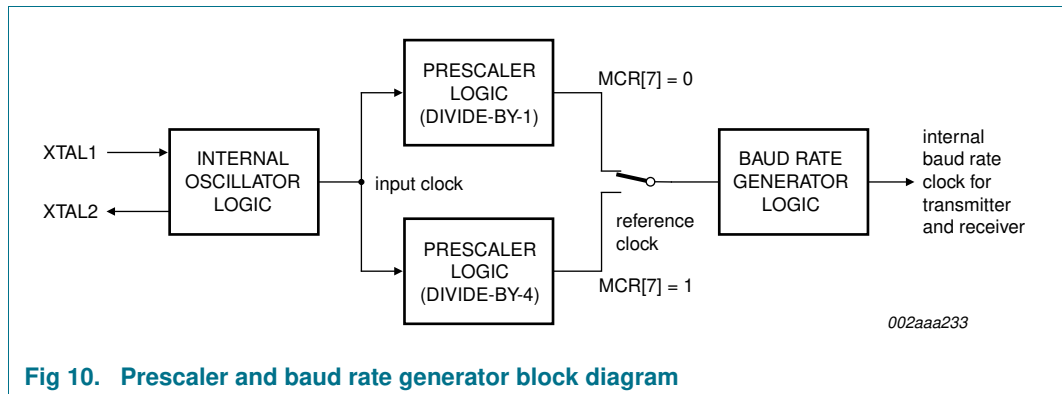 XTAL1
XTAL2
INTERNAL
OSCILLATOR
LOGIC
input clock
PRESCALER
LOGIC
(DIVIDE-BY-1)
MCR[7] = 0
PRESCALER
LOGIC
(DIVIDE-BY-4)
MCR[7] = 1
reference
clock
BAUD RATE
GENERATOR
LOGIC
internal
baud rate
clock for
transmitter
and receiver
002aaa233
Fig 10. Prescaler and baud rate generator block diagram